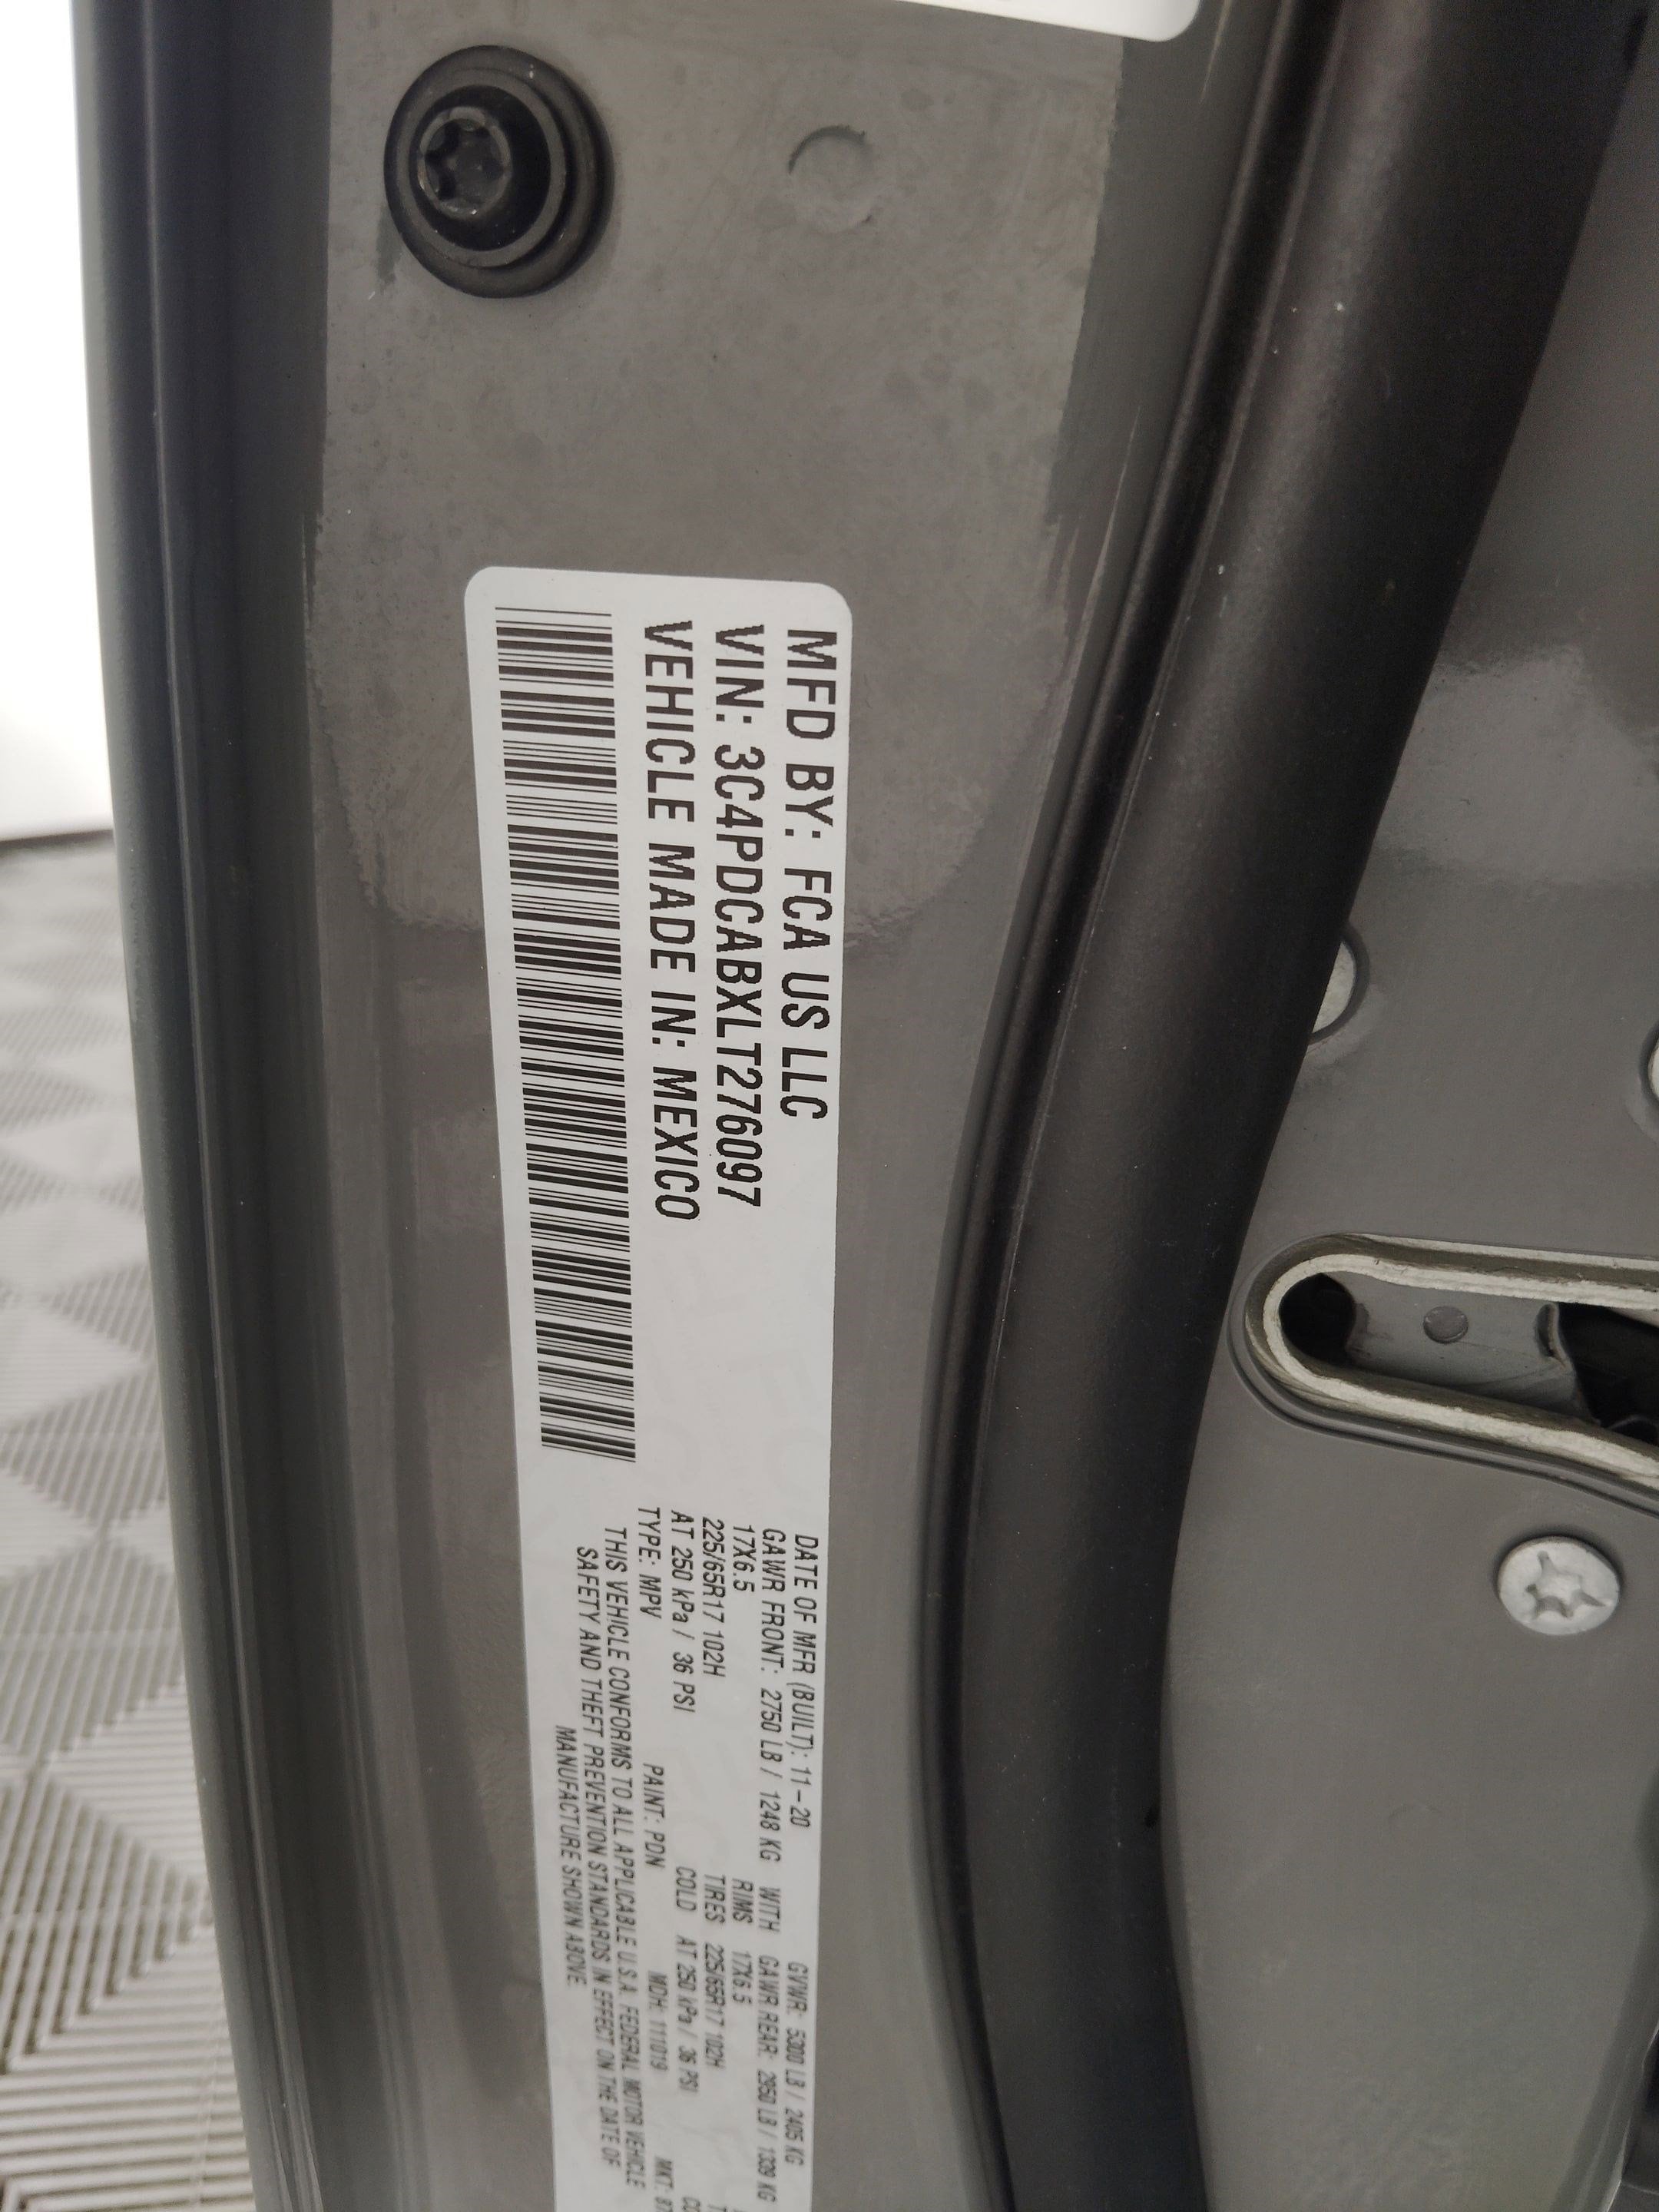 MFD BY: FCA US LLC
VIN: 3C4PDCABXLT276097
VEHICLE MADE IN: MEXICO
DATE OF MFR (BUILT): 11-20 GVWR: 5300 LB / 2405 KG
GAWR FRONT: 2750 LB / 1248 KG WITH GAWR REAR: 2950 LB / 1339 KG
17X6.5 RIMS 17X6.5
225/65R17 102H TIRES 225/65R17 102H
AT 250 kPa / 36 PSI COLD AT 250 kPa / 36 PSI
TYPE: MPV PAINT: PDN MDH: 111019 MKT: 87
THIS VEHICLE CONFORMS TO ALL APPLICABLE U.S.A. FEDERAL MOTOR VEHICLE
SAFETY AND THEFT PREVENTION STANDARDS IN EFFECT ON THE DATE OF
MANUFACTURE SHOWN ABOVE.